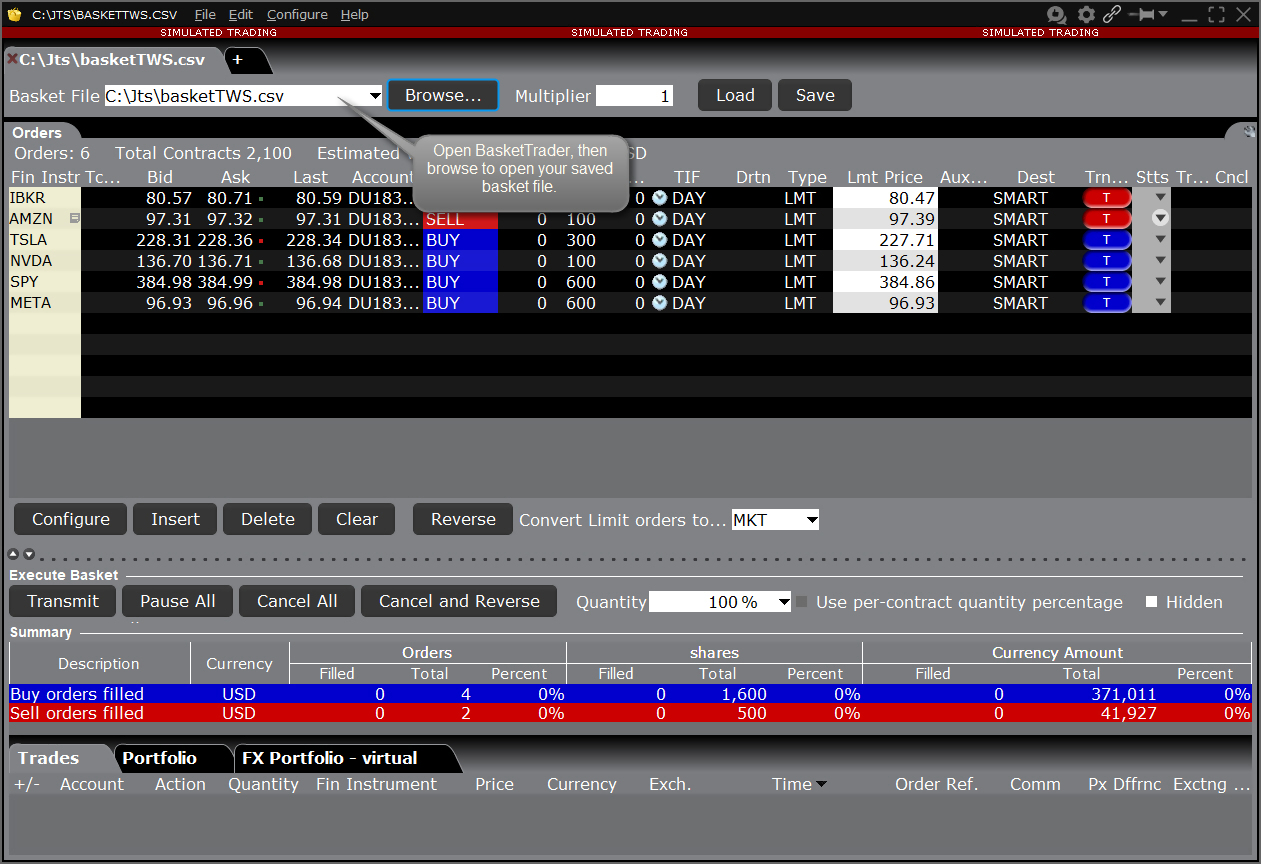 C:\JTS\BASKETTWS.CSV File Edit Configure Help
SIMULATED TRADING SIMULATED TRADING SIMULATED TRADING
C:\Jts\basketTWS.csv +
Basket File C:\Jts\basketTWS.csv Browse... Multiplier 1 Load Save
Orders
Open BasketTrader, then
browse to open your saved
basket file.
Orders: 6 Total Contracts 2,100 Estimated SD
Fin Instr Tc... Bid Ask Last Account ... TIF Drtn Type Lmt Price Aux... Dest Trn... Stts Tr... Cncl
IBKR 80.57 80.71 80.59 DU183... 0 DAY LMT 80.47 SMART T
AMZN 97.31 97.32 97.31 DU183... SELL 0 100 0 DAY LMT 97.39 SMART T
TSLA 228.31 228.36 228.34 DU183... BUY 0 300 0 DAY LMT 227.71 SMART T
NVDA 136.70 136.71 136.68 DU183... BUY 0 100 0 DAY LMT 136.24 SMART T
SPY 384.98 384.99 384.98 DU183... BUY 0 600 0 DAY LMT 384.86 SMART T
META 96.93 96.96 96.94 DU183... BUY 0 600 0 DAY LMT 96.93 SMART T
Configure Insert Delete Clear Reverse Convert Limit orders to... MKT
Execute Basket
Transmit Pause All Cancel All Cancel and Reverse Quantity 100 % Use per-contract quantity percentage Hidden
Summary
Description Currency Orders shares Currency Amount
Filled Total Percent Filled Total Percent Filled Total Percent
Buy orders filled USD 0 4 0% 0 1,600 0% 0 371,011 0%
Sell orders filled USD 0 2 0% 0 500 0% 0 41,927 0%
Trades Portfolio FX Portfolio - virtual
+/- Account Action Quantity Fin Instrument Price Currency Exch. Time Order Ref. Comm Px Dffrnc Exctng ...